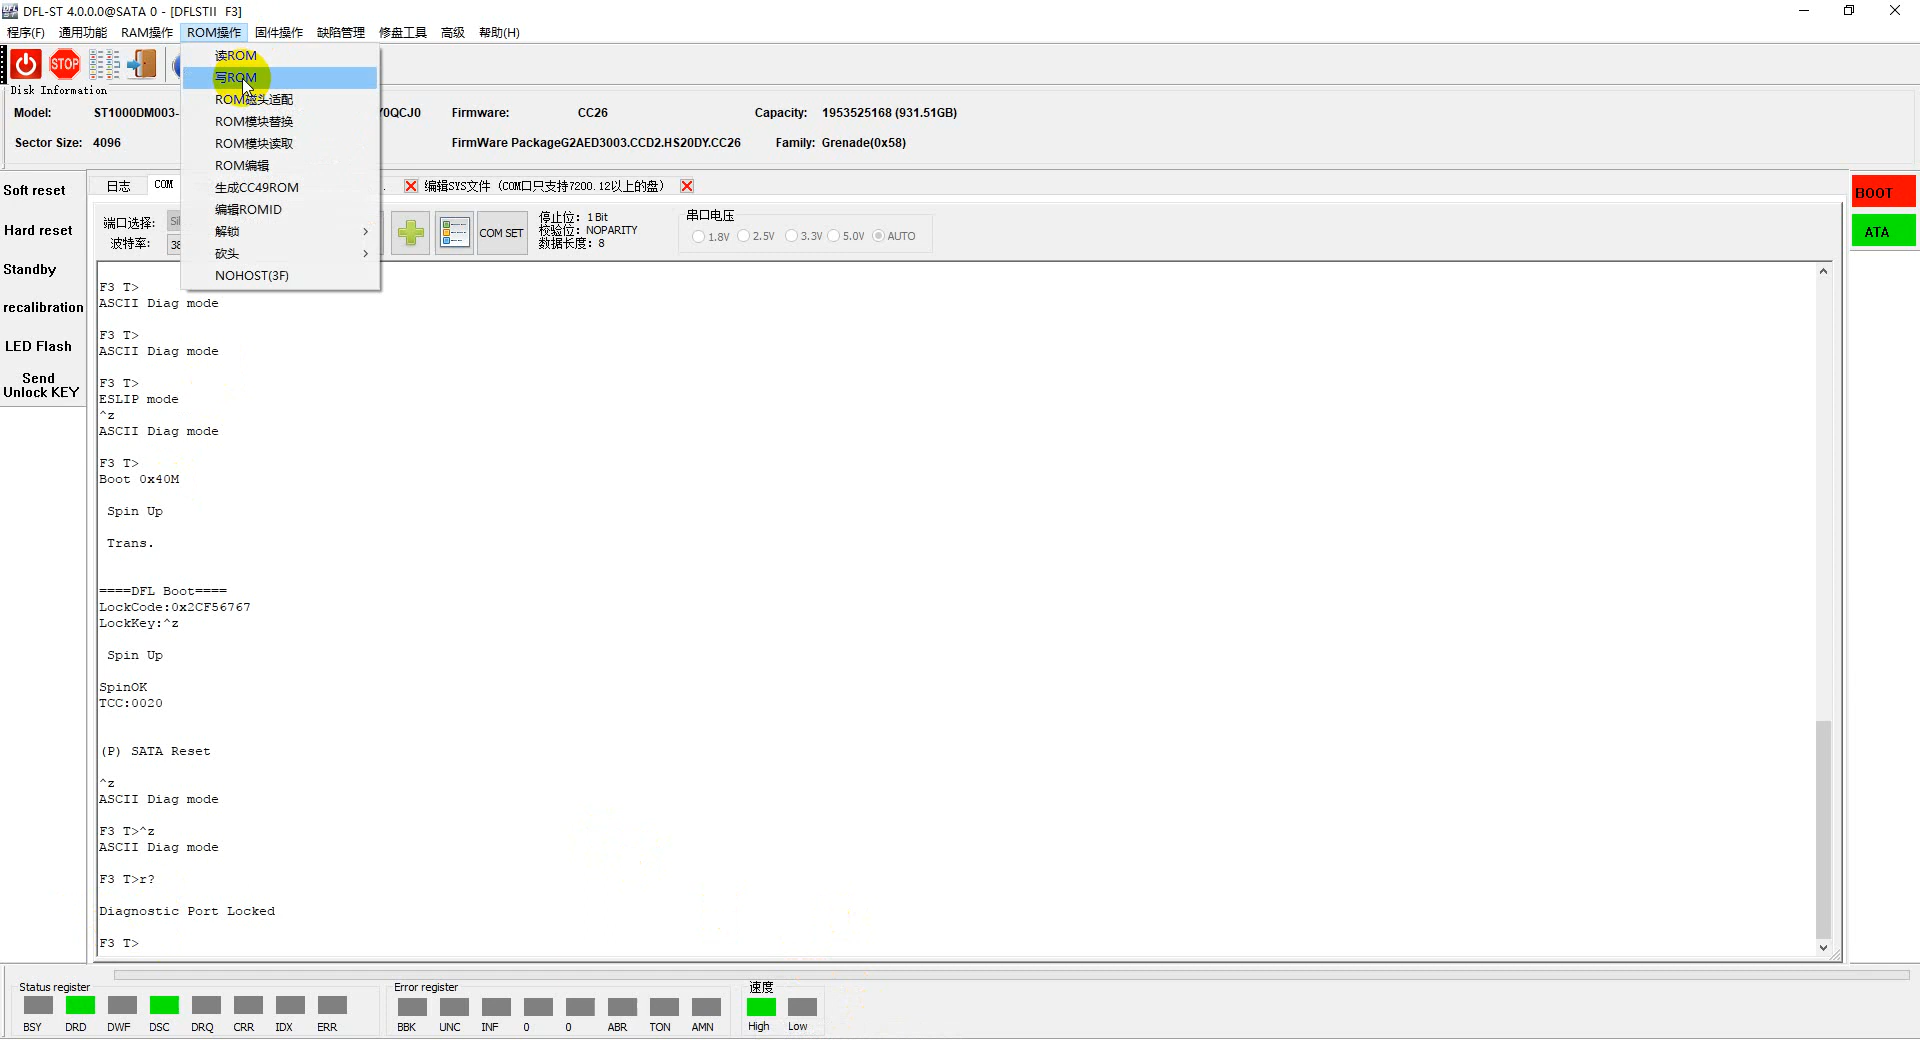 DFL-ST 4.0.0.0@SATA 0 - [DFLSTII F3]
程序(F) 通用功能 RAM操作 ROM操作 固件操作 缺陷管理 修盘工具 高级 帮助(H)
STOP
读ROM
写ROM
ROM磁头适配
ROM模块替换
ROM模块读取
ROM编辑
生成CC49ROM
编辑ROMID
解锁
砍头
NOHOST(3F)
Disk Information
Model: ST1000DM003- Y0QCJ0 Firmware: CC26 Capacity: 1953525168 (931.51GB)
Sector Size: 4096 FirmWare PackageG2AED3003.CCD2.HS20DY.CC26 Family: Grenade(0x58)
Soft reset
Hard reset
Standby
recalibration
LED Flash
Send
Unlock KEY
日志 COM 编辑SYS文件（COM口只支持7200.12以上的盘）
BOOT
ATA
端口选择:
波特率: 38
COM SET
停止位: 1 Bit
校验位: NOPARITY
数据长度: 8
串口电压
1.8V 2.5V 3.3V 5.0V AUTO
F3 T>
ASCII Diag mode
F3 T>
ASCII Diag mode
F3 T>
ESLIP mode
^z
ASCII Diag mode
F3 T>
Boot 0x40M
Spin Up
Trans.
====DFL Boot====
LockCode:0x2CF56767
LockKey:^z
Spin Up
SpinOK
TCC:0020
(P) SATA Reset
^z
ASCII Diag mode
F3 T>^z
ASCII Diag mode
F3 T>r?
Diagnostic Port Locked
F3 T>
Status register
BSY DRD DWF DSC DRQ CRR IDX ERR
Error register
BBK UNC INF 0 0 ABR TON AMN
速度
High Low